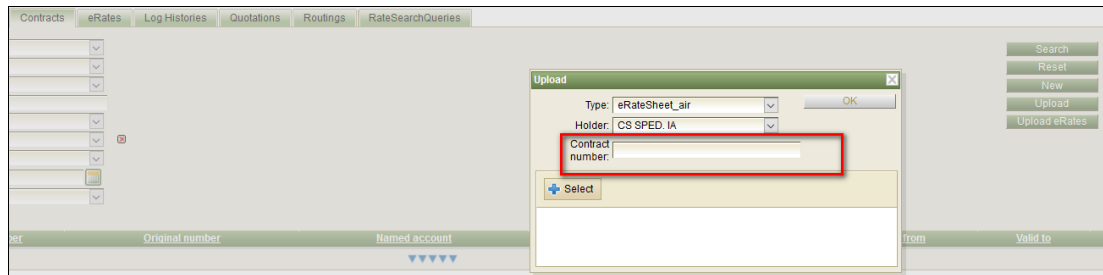 Contracts eRates Log Histories Quotations Routings RateSearchQueries
Search
Reset
New
Upload
Upload eRates
Upload
Type: eRateSheet_air OK
Holder: CS SPED. IA
Contract
number:
Select
Original number Named account from Valid to